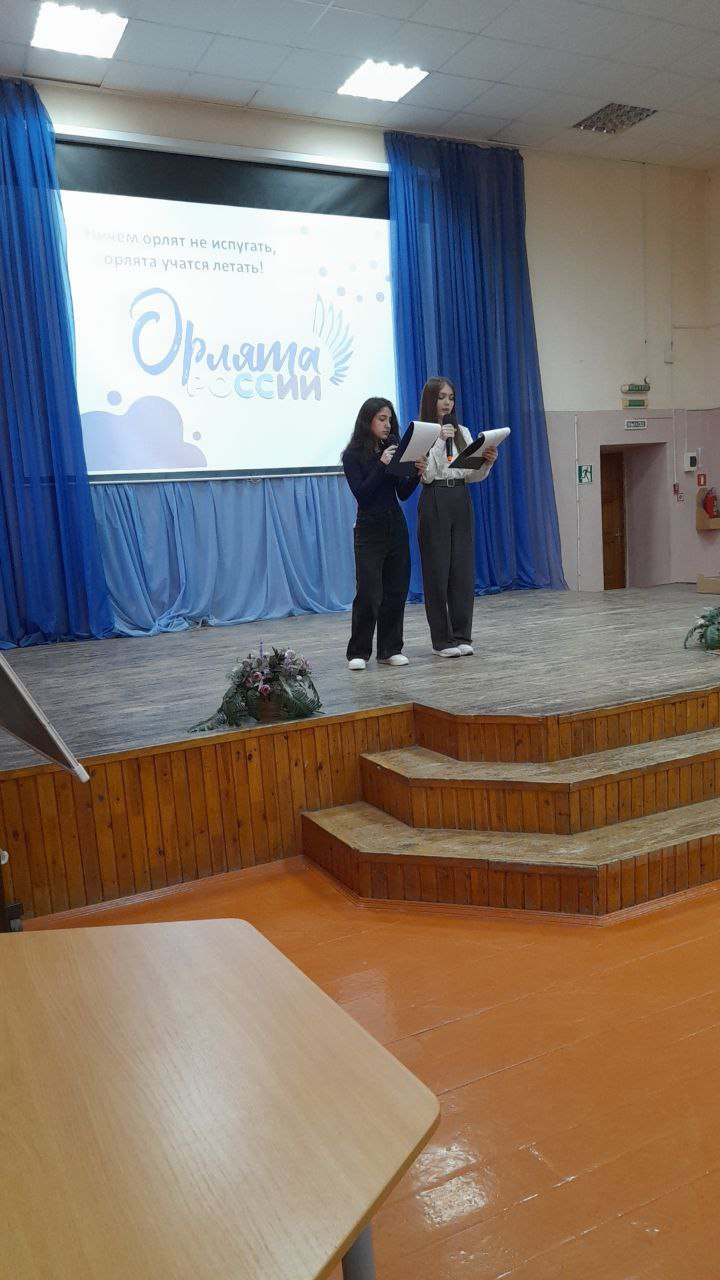 Ничем орлят не испугать,
орлята учатся летать!
Орлята
РОССИИ